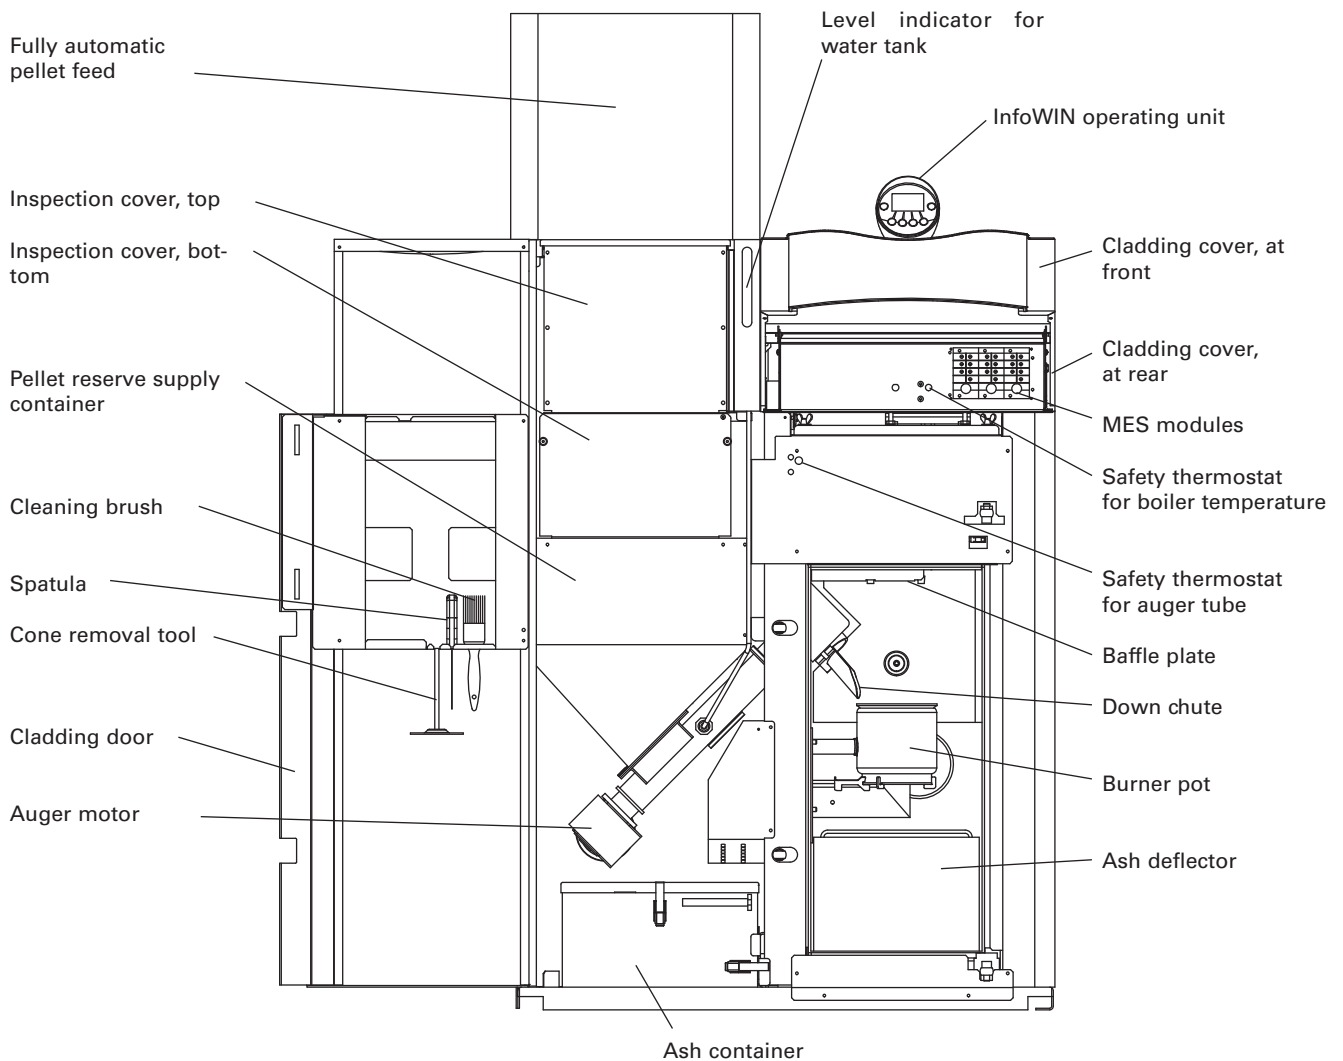 Fully automatic
pellet feed
Level indicator for
water tank
InfoWIN operating unit
Inspection cover, top
Inspection cover, bot-
tom
Cladding cover, at
front
Pellet reserve supply
container
Cladding cover,
at rear
MES modules
Cleaning brush
Safety thermostat
for boiler temperature
Spatula
Safety thermostat
for auger tube
Cone removal tool
Baffle plate
Down chute
Cladding door
Burner pot
Auger motor
Ash deflector
Ash container